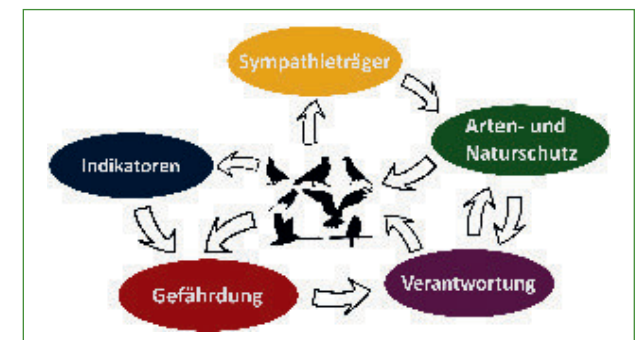 Sympathieträger
Arten- und
Naturschutz
Indikatoren
Verantwortung
Gefährdung